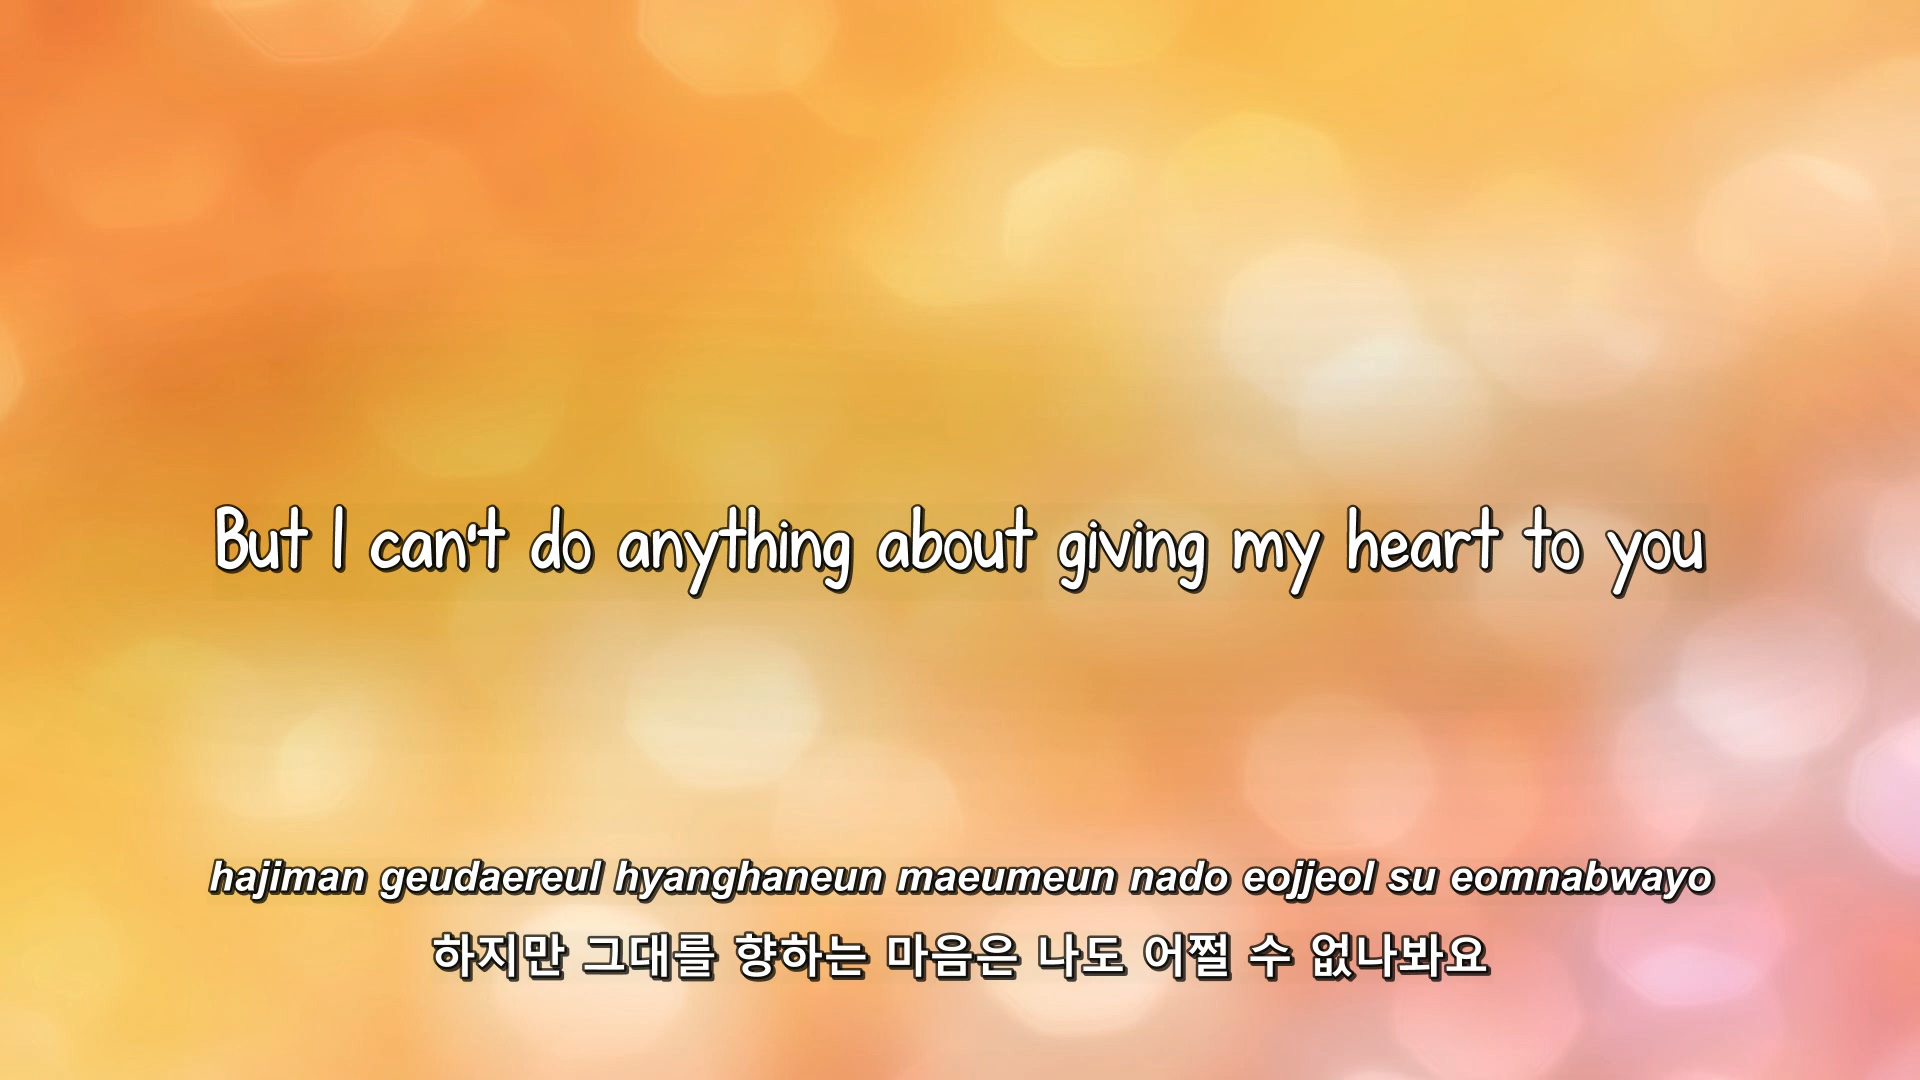 But I can't do anything about giving my heart to you
hajiman geudaereul hyanghaneun maeumeun nado eojjeol su eomnabwayo
하지만 그대를 향하는 마음은 나도 어쩔 수 없나봐요